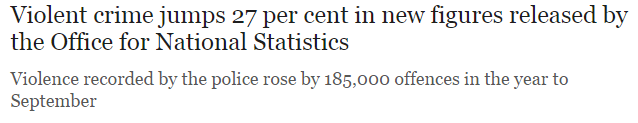 Violent crime jumps 27 per cent in new figures released by
the Office for National Statistics
Violence recorded by the police rose by 185,000 offences in the year to
September